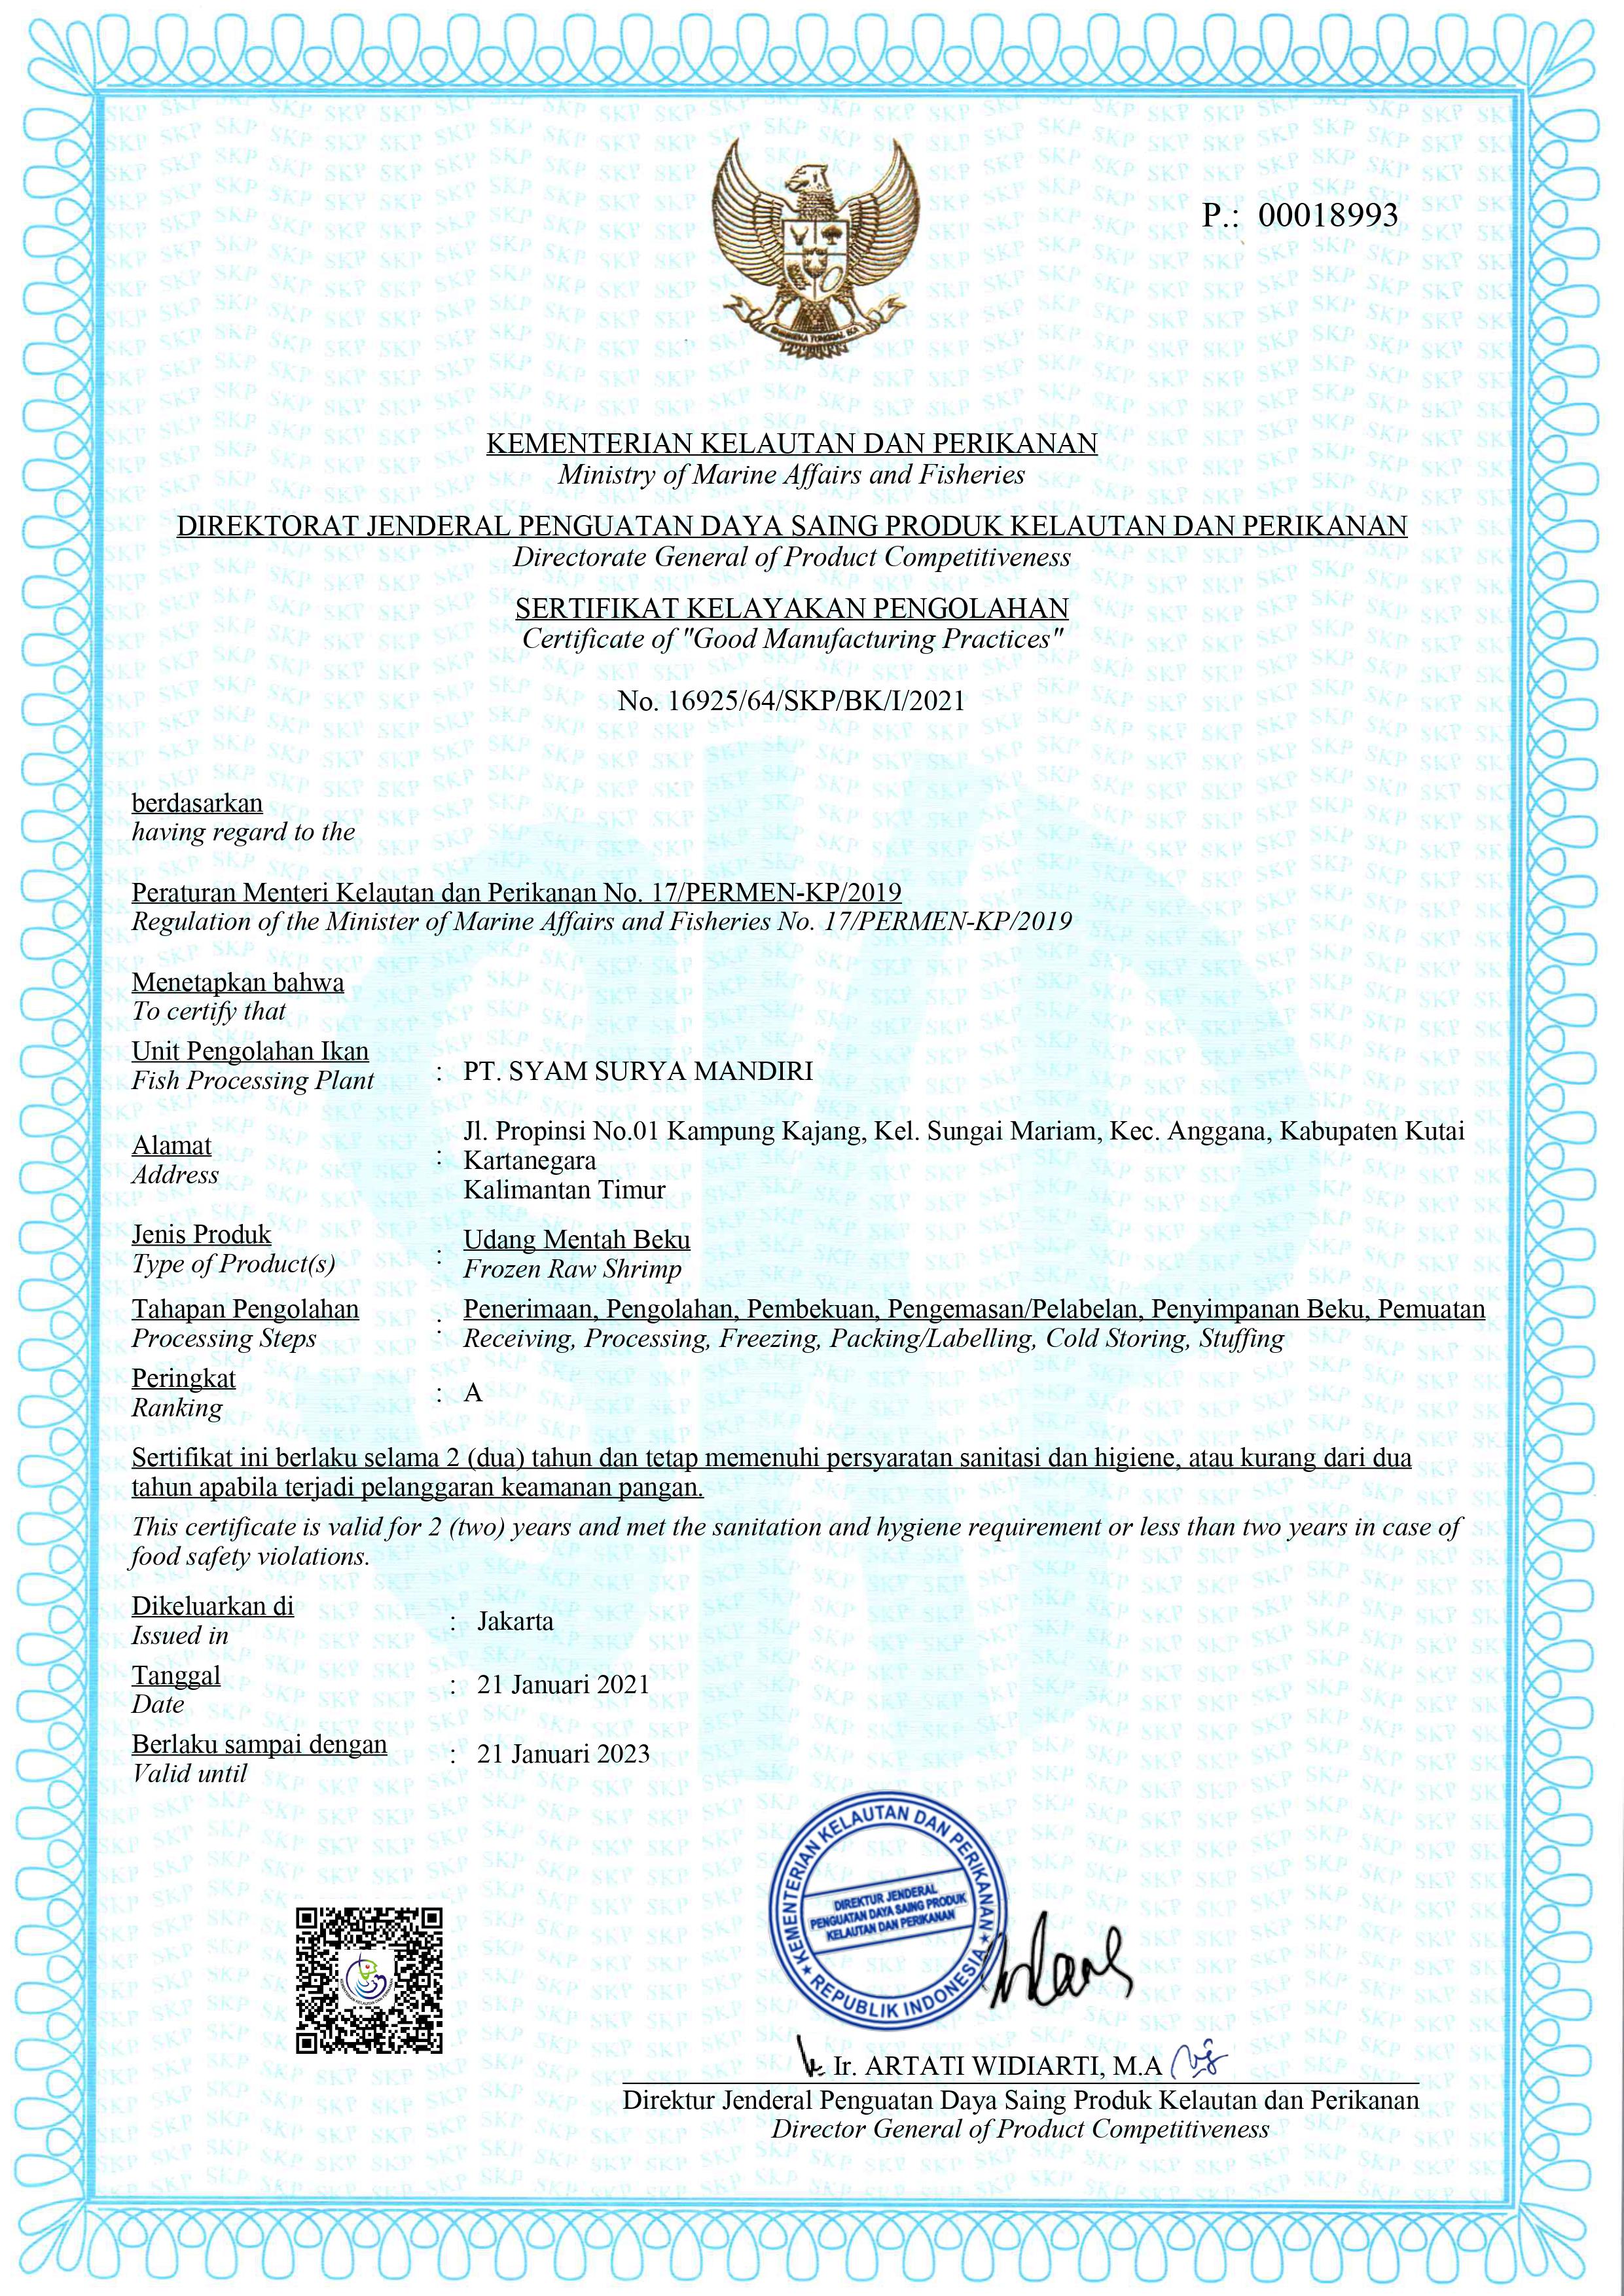 P.: 00018993
BHINNEKA TUNGGAL IKA
KEMENTERIAN KELAUTAN DAN PERIKANAN
Ministry of Marine Affairs and Fisheries
DIREKTORAT JENDERAL PENGUATAN DAYA SAING PRODUK KELAUTAN DAN PERIKANAN
Directorate General of Product Competitiveness
SERTIFIKAT KELAYAKAN PENGOLAHAN
Certificate of "Good Manufacturing Practices"
No. 16925/64/SKP/BK/I/2021
berdasarkan
having regard to the
Peraturan Menteri Kelautan dan Perikanan No. 17/PERMEN-KP/2019
Regulation of the Minister of Marine Affairs and Fisheries No. 17/PERMEN-KP/2019
Menetapkan bahwa
To certify that
Unit Pengolahan Ikan
Fish Processing Plant
: PT. SYAM SURYA MANDIRI
Alamat
Address
: Jl. Propinsi No.01 Kampung Kajang, Kel. Sungai Mariam, Kec. Anggana, Kabupaten Kutai
Kartanegara
Kalimantan Timur
Jenis Produk
Type of Product(s)
: Udang Mentah Beku
Frozen Raw Shrimp
Tahapan Pengolahan
Processing Steps
: Penerimaan, Pengolahan, Pembekuan, Pengemasan/Pelabelan, Penyimpanan Beku, Pemuatan
Receiving, Processing, Freezing, Packing/Labelling, Cold Storing, Stuffing
Peringkat
Ranking
: A
Sertifikat ini berlaku selama 2 (dua) tahun dan tetap memenuhi persyaratan sanitasi dan higiene, atau kurang dari dua
tahun apabila terjadi pelanggaran keamanan pangan.
This certificate is valid for 2 (two) years and met the sanitation and hygiene requirement or less than two years in case of
food safety violations.
Dikeluarkan di
Issued in
: Jakarta
Tanggal
Date
: 21 Januari 2021
Berlaku sampai dengan
Valid until
: 21 Januari 2023
KEMENTERIAN KELAUTAN DAN PERIKANAN
DIREKTUR JENDERAL
PENGUATAN DAYA SAING PRODUK
KELAUTAN DAN PERIKANAN
REPUBLIK INDONESIA
Ir. ARTATI WIDIARTI, M.A
Direktur Jenderal Penguatan Daya Saing Produk Kelautan dan Perikanan
Director General of Product Competitiveness